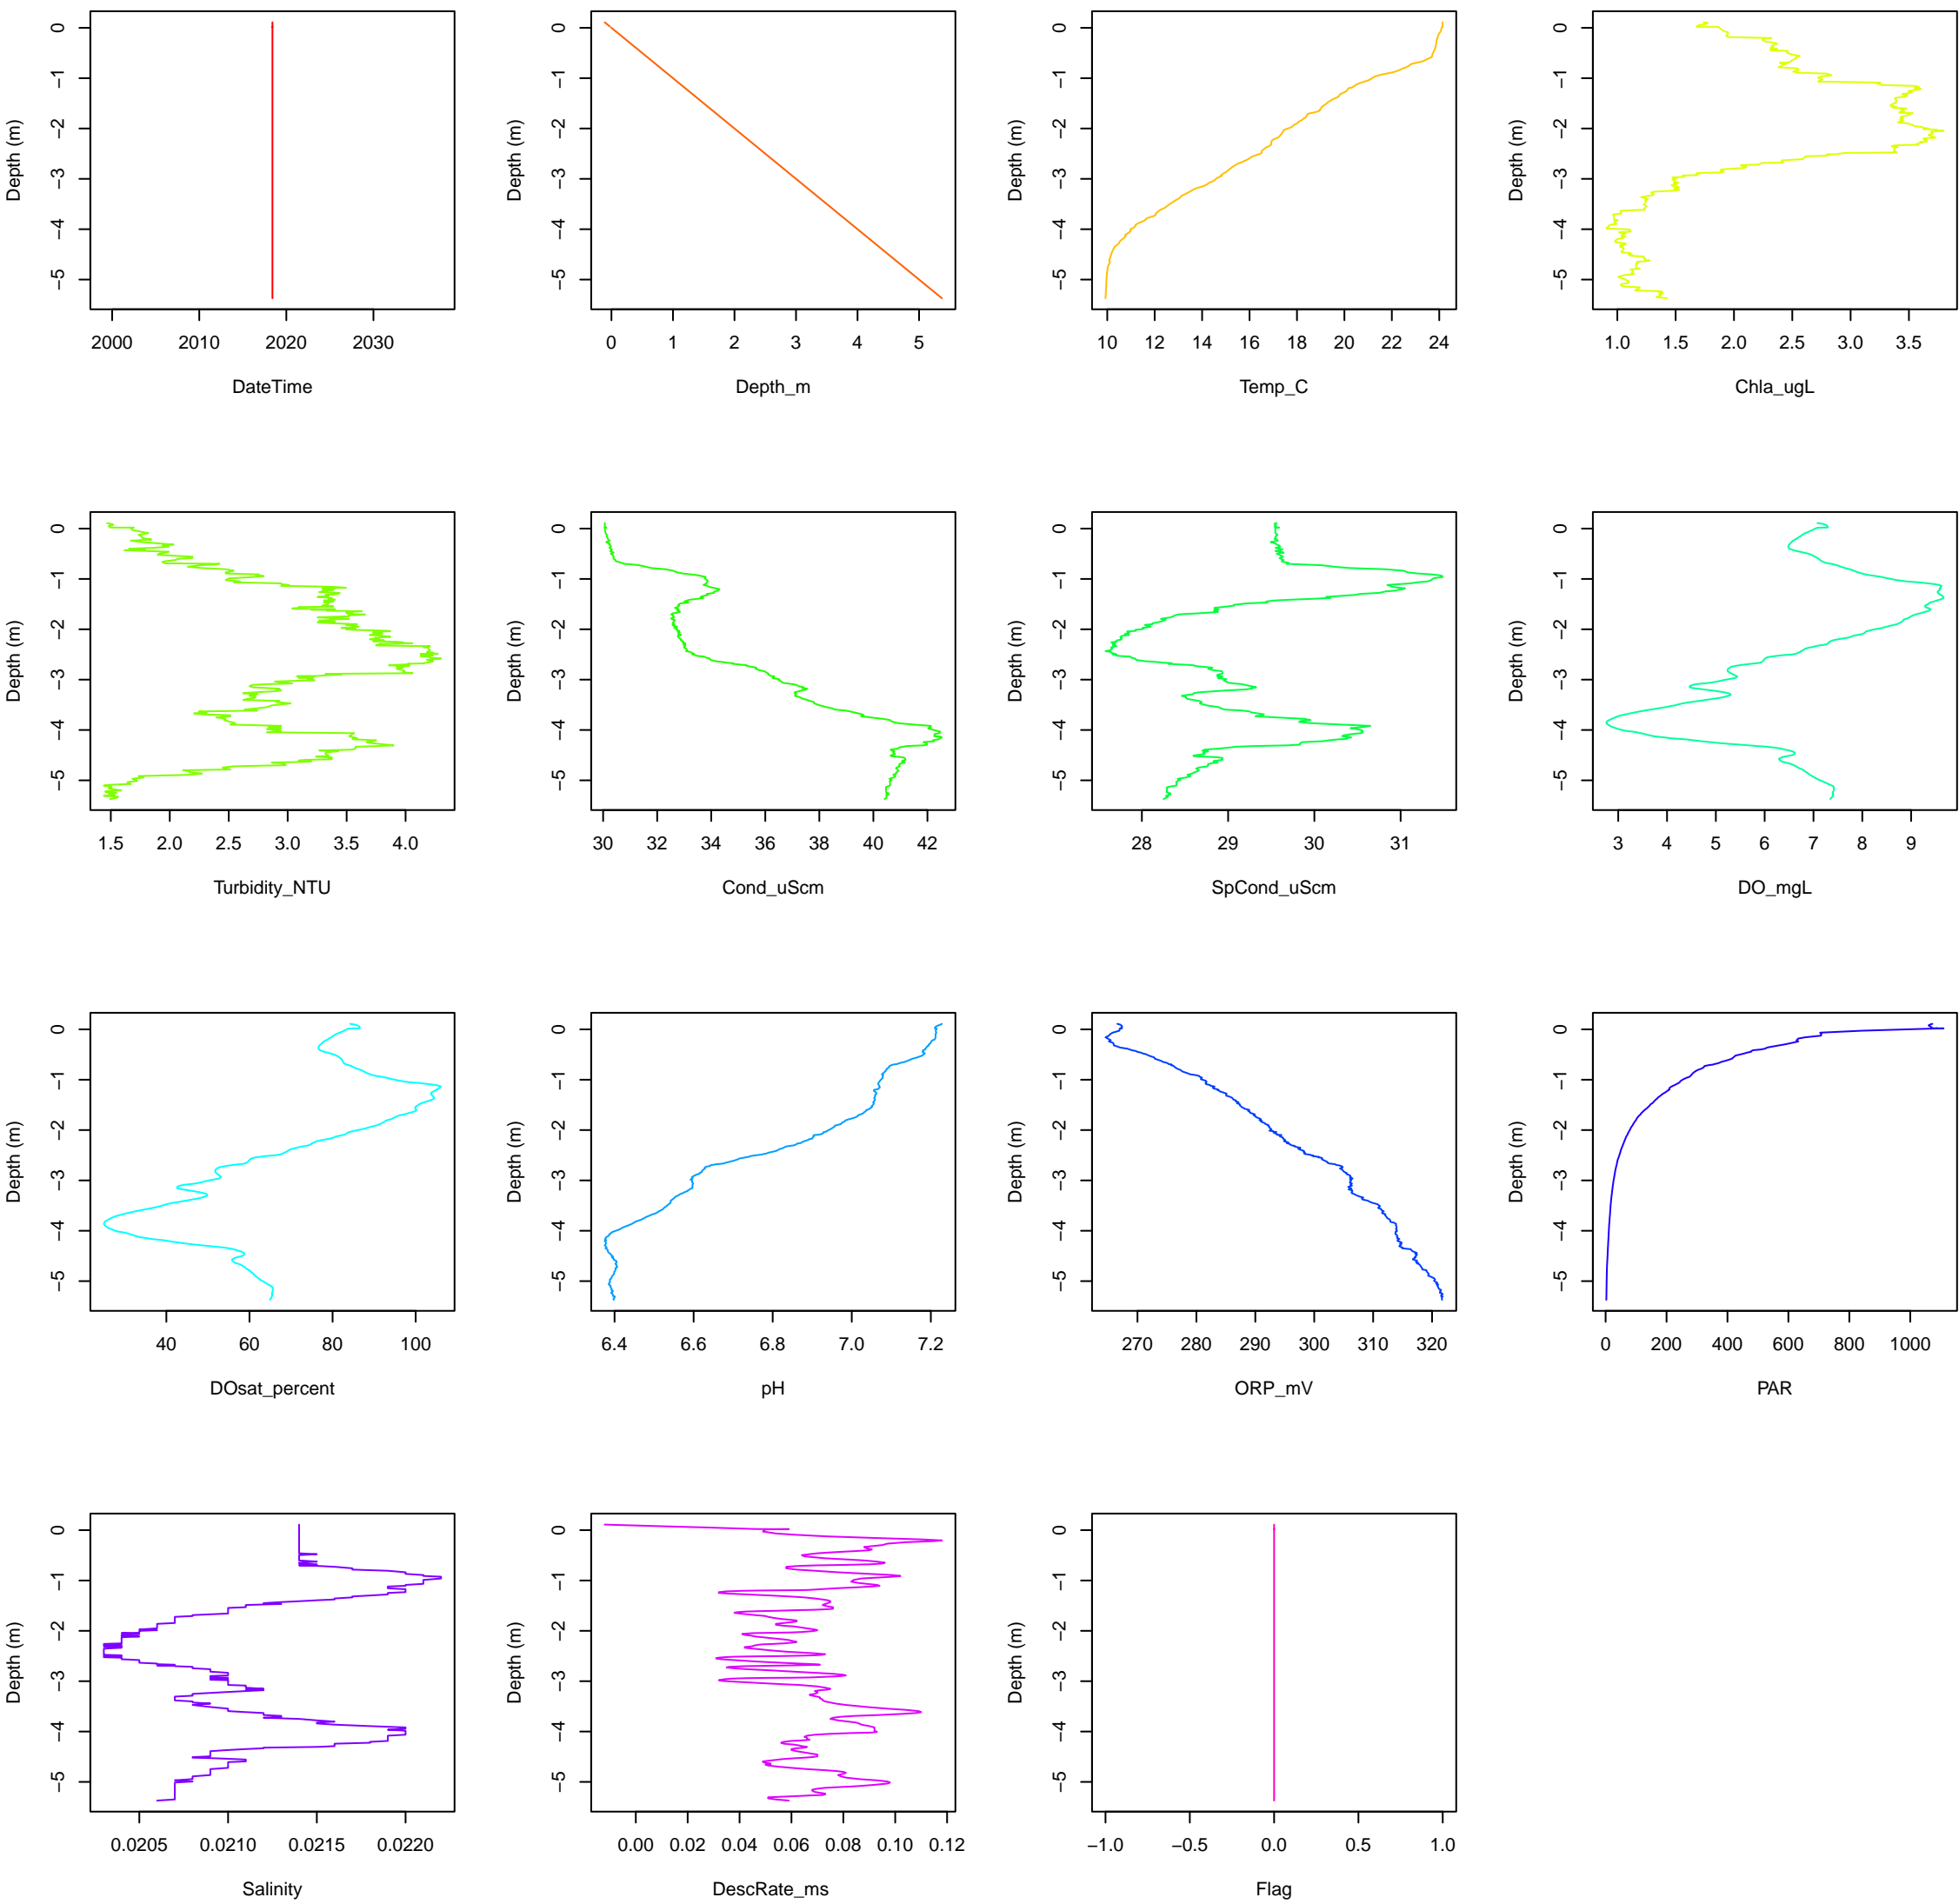 0 −1 −2 −3 −4 −5
Depth (m)
2000 2010 2020 2030
DateTime
0 −1 −2 −3 −4 −5
Depth (m)
0 1 2 3 4 5
Depth_m
0 −1 −2 −3 −4 −5
Depth (m)
10 12 14 16 18 20 22 24
Temp_C
0 −1 −2 −3 −4 −5
Depth (m)
1.0 1.5 2.0 2.5 3.0 3.5
Chla_ugL
0 −1 −2 −3 −4 −5
Depth (m)
1.5 2.0 2.5 3.0 3.5 4.0
Turbidity_NTU
0 −1 −2 −3 −4 −5
Depth (m)
30 32 34 36 38 40 42
Cond_uScm
0 −1 −2 −3 −4 −5
Depth (m)
28 29 30 31
SpCond_uScm
0 −1 −2 −3 −4 −5
Depth (m)
3 4 5 6 7 8 9
DO_mgL
0 −1 −2 −3 −4 −5
Depth (m)
40 60 80 100
DOsat_percent
0 −1 −2 −3 −4 −5
Depth (m)
6.4 6.6 6.8 7.0 7.2
pH
0 −1 −2 −3 −4 −5
Depth (m)
270 280 290 300 310 320
ORP_mV
0 −1 −2 −3 −4 −5
Depth (m)
0 200 400 600 800 1000
PAR
0 −1 −2 −3 −4 −5
Depth (m)
0.0205 0.0210 0.0215 0.0220
Salinity
0 −1 −2 −3 −4 −5
Depth (m)
0.00 0.02 0.04 0.06 0.08 0.10 0.12
DescRate_ms
0 −1 −2 −3 −4 −5
Depth (m)
−1.0 −0.5 0.0 0.5 1.0
Flag